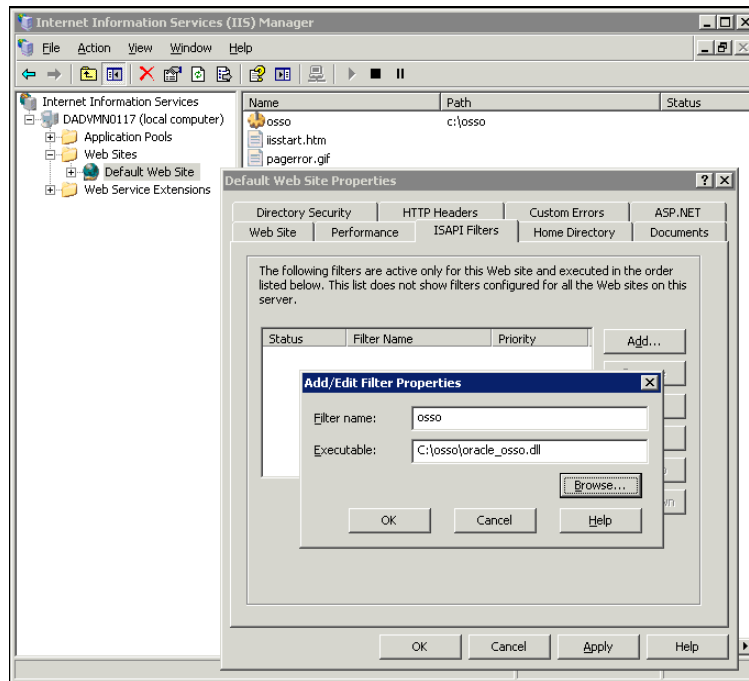 Internet Information Services (IIS) Manager
File Action View Window Help
Internet Information Services
DADVMN0117 (local computer)
Application Pools
Web Sites
Default Web Site
Web Service Extensions
Name Path Status
osso c:\osso
iisstart.htm
pagerror.gif
Default Web Site Properties
Directory Security HTTP Headers Custom Errors ASP.NET
Web Site Performance ISAPI Filters Home Directory Documents
The following filters are active only for this Web site and executed in the order
listed below. This list does not show filters configured for all the Web sites on this
server.
Status Filter Name Priority Add...
Add/Edit Filter Properties
Filter name: osso
Executable: C:\osso\oracle_osso.dll
Browse...
OK Cancel Help
OK Cancel Apply Help